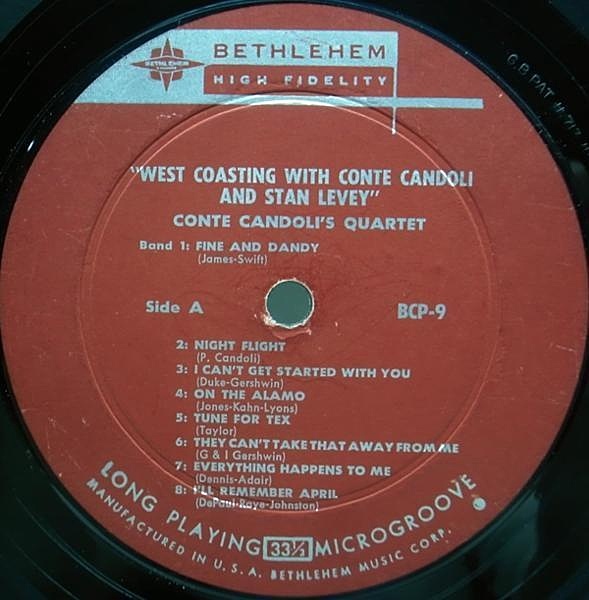 BETHLEHEM
BETHLEHEM
HIGH FIDELITY
"WEST COASTING WITH CONTE CANDOLI
AND STAN LEVEY"
CONTE CANDOLI'S QUARTET
Band 1: FINE AND DANDY
(James-Swift)
Side A
BCP-9
2: NIGHT FLIGHT
(P. Candoli)
3: I CAN'T GET STARTED WITH YOU
(Duke-Gershwin)
4: ON THE ALAMO
(Jones-Kahn-Lyons)
5: TUNE FOR TEX
(Taylor)
6: THEY CAN'T TAKE THAT AWAY FROM ME
(G & I Gershwin)
7: EVERYTHING HAPPENS TO ME
(Dennis-Adair)
8: I'LL REMEMBER APRIL
(DePaul-Raye-Johnston)
LONG PLAYING 33⅓ MICROGROOVE
MANUFACTURED IN U.S.A. BETHLEHEM MUSIC CORP.
G.B PAT